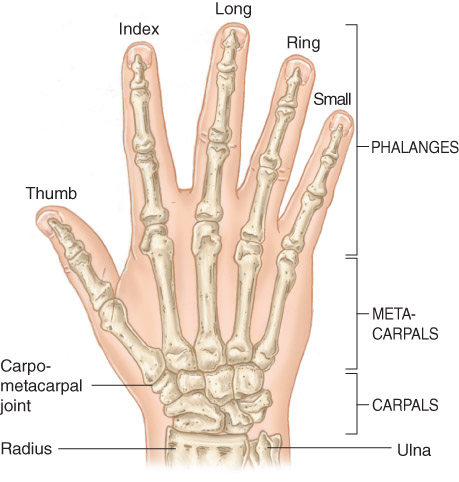 Long
Index
Ring
Small
PHALANGES
Thumb
META-
CARPALS
Carpo-
metacarpal
joint
CARPALS
Radius
Ulna